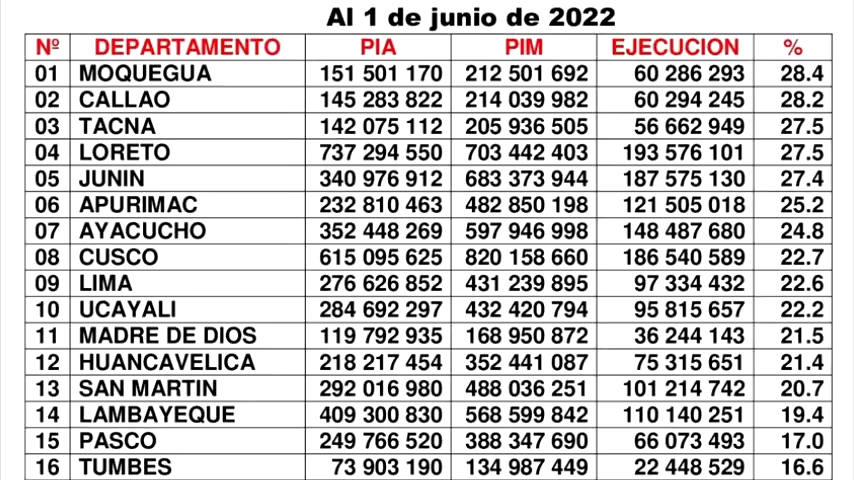 Al 1 de junio de 2022
Nº DEPARTAMENTO PIA PIM EJECUCION %
01 MOQUEGUA 151 501 170 212 501 692 60 286 293 28.4
02 CALLAO 145 283 822 214 039 982 60 294 245 28.2
03 TACNA 142 075 112 205 936 505 56 662 949 27.5
04 LORETO 737 294 550 703 442 403 193 576 101 27.5
05 JUNIN 340 976 912 683 373 944 187 575 130 27.4
06 APURIMAC 232 810 463 482 850 198 121 505 018 25.2
07 AYACUCHO 352 448 269 597 946 998 148 487 680 24.8
08 CUSCO 615 095 625 820 158 660 186 540 589 22.7
09 LIMA 276 626 852 431 239 895 97 334 432 22.6
10 UCAYALI 284 692 297 432 420 794 95 815 657 22.2
11 MADRE DE DIOS 119 792 935 168 950 872 36 244 143 21.5
12 HUANCAVELICA 218 217 454 352 441 087 75 315 651 21.4
13 SAN MARTIN 292 016 980 488 036 251 101 214 742 20.7
14 LAMBAYEQUE 409 300 830 568 599 842 110 140 251 19.4
15 PASCO 249 766 520 388 347 690 66 073 493 17.0
16 TUMBES 73 903 190 134 987 449 22 448 529 16.6